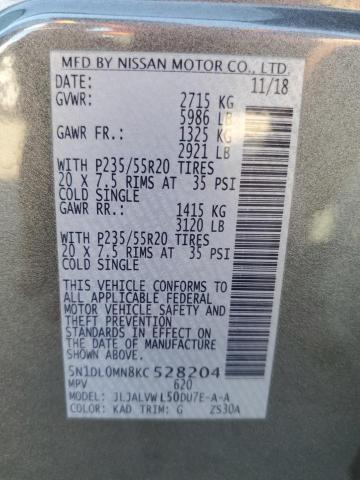 MFD BY NISSAN MOTOR CO., LTD.
DATE: 11/18
GVWR: 2715 KG
5986 LB
GAWR FR.: 1325 KG
2921 LB
WITH P235/55R20 TIRES
20 X 7.5 RIMS AT 35 PSI
COLD SINGLE
GAWR RR.: 1415 KG
3120 LB
WITH P235/55R20 TIRES
20 X 7.5 RIMS AT 35 PSI
COLD SINGLE
THIS VEHICLE CONFORMS TO
ALL APPLICABLE FEDERAL
MOTOR VEHICLE SAFETY AND
THEFT PREVENTION
STANDARDS IN EFFECT ON
THE DATE OF MANUFACTURE
SHOWN ABOVE.
5N1DL0MN8KC 528204
MPV 620
MODEL: JLJALVW L50DU7E-A-A
COLOR: KAD TRIM: G ZS30A